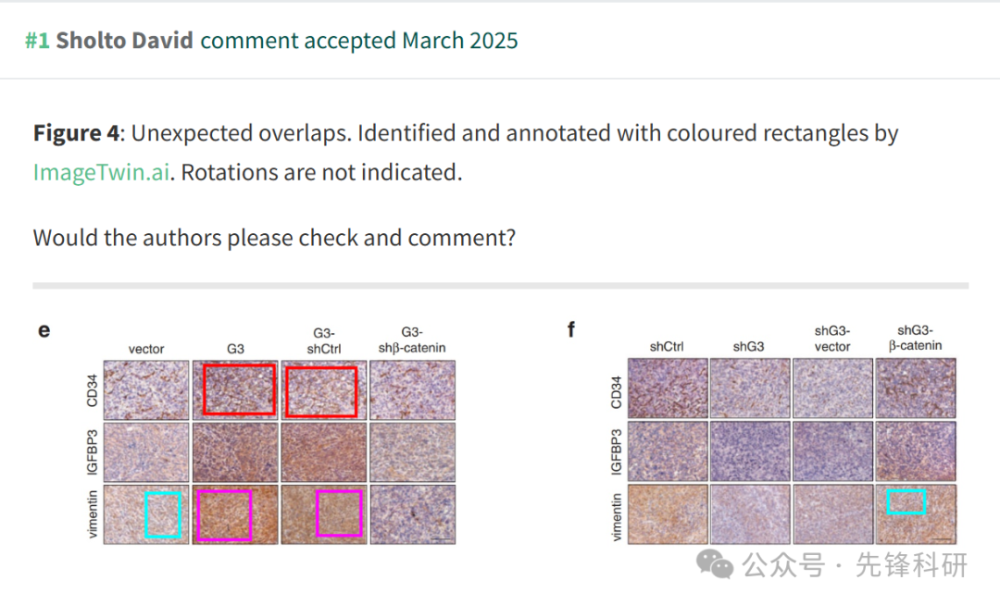 #1 Sholto David comment accepted March 2025
Figure 4: Unexpected overlaps. Identified and annotated with coloured rectangles by
ImageTwin.ai. Rotations are not indicated.
Would the authors please check and comment?
e
vector
G3
G3-
shCtrl
G3-
shβ-catenin
CD34
IGFBP3
vimentin
f
shCtrl
shG3
shG3-
vector
shG3-
β-catenin
CD34
IGFBP3
vimentin
公众号 · 先锋科研